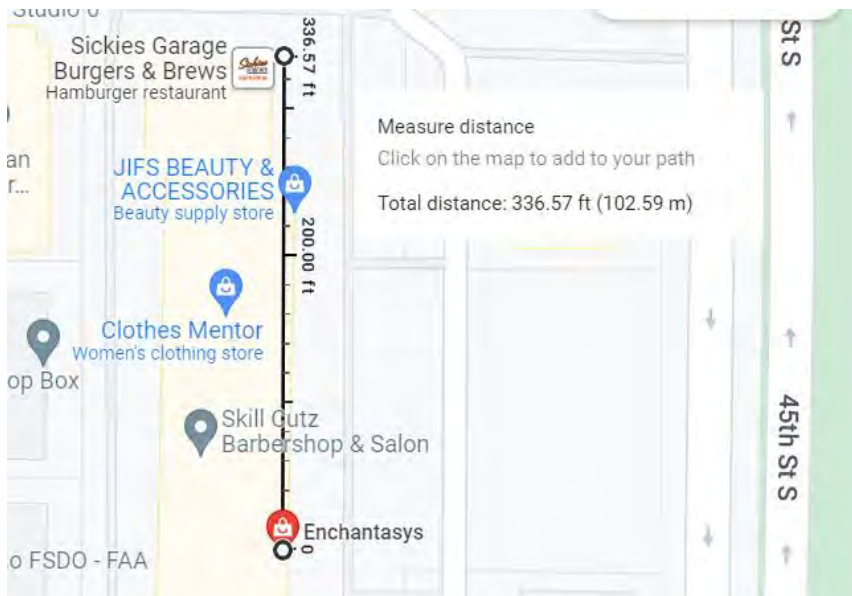 Studio 6
336.57 ft
Sickies Garage
Burgers & Brews
Hamburger restaurant
St S
Measure distance
Click on the map to add to your path
Total distance: 336.57 ft (102.59 m)
an
r...
JIFS BEAUTY &
ACCESSORIES
Beauty supply store
200.00 ft
Clothes Mentor
Women's clothing store
op Box
Skill Cutz
Barbershop & Salon
45th St S
Enchantasys
0
o FSDO - FAA